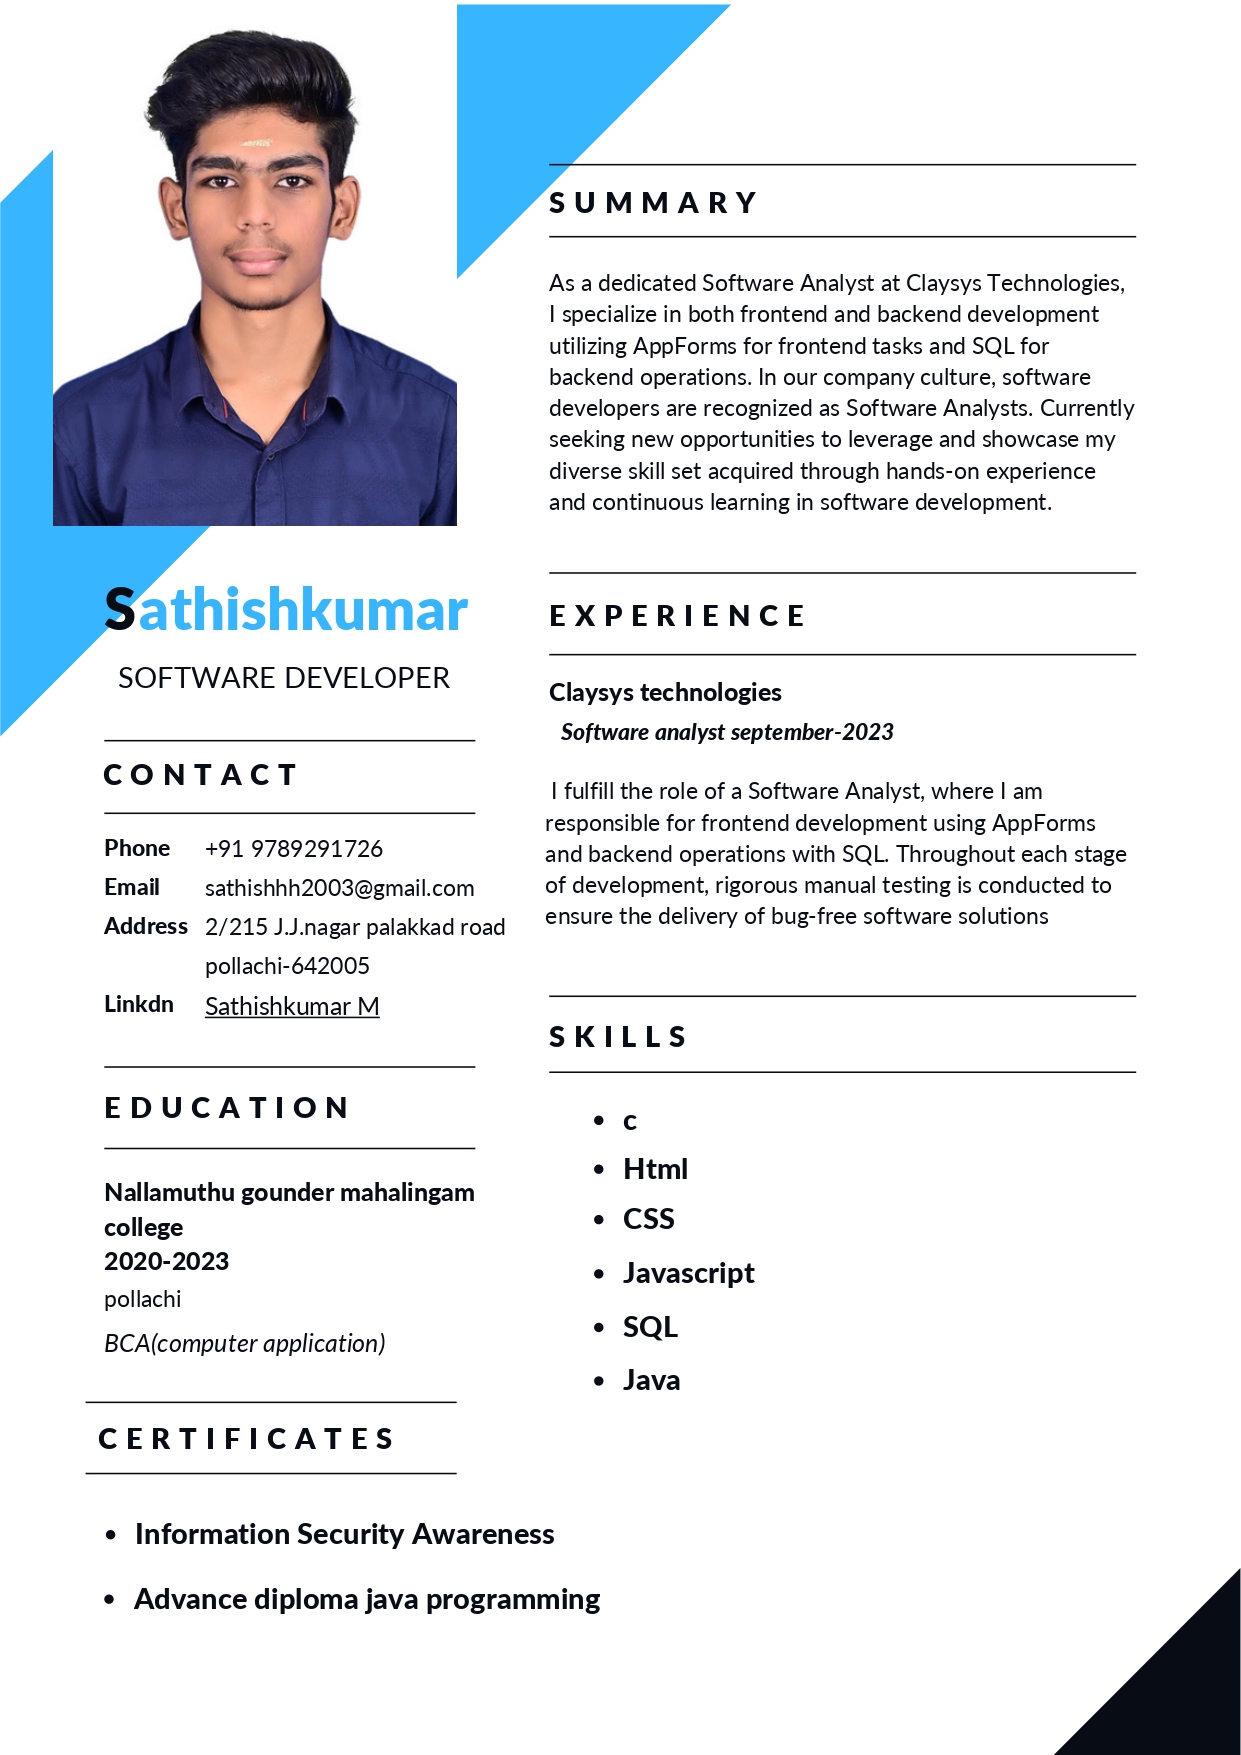 Sathishkumar
SOFTWARE DEVELOPER
CONTACT
Phone +91 9789291726
Email sathishhh2003@gmail.com
Address 2/215 J.J.nagar palakkad road
pollachi-642005
Linkdn Sathishkumar M
EDUCATION
Nallamuthu gounder mahalingam
college
2020-2023
pollachi
BCA(computer application)
CERTIFICATES
• Information Security Awareness
• Advance diploma java programming
SUMMARY
As a dedicated Software Analyst at Claysys Technologies,
I specialize in both frontend and backend development
utilizing AppForms for frontend tasks and SQL for
backend operations. In our company culture, software
developers are recognized as Software Analysts. Currently
seeking new opportunities to leverage and showcase my
diverse skill set acquired through hands-on experience
and continuous learning in software development.
EXPERIENCE
Claysys technologies
Software analyst september-2023
I fulfill the role of a Software Analyst, where I am
responsible for frontend development using AppForms
and backend operations with SQL. Throughout each stage
of development, rigorous manual testing is conducted to
ensure the delivery of bug-free software solutions
SKILLS
• c
• Html
• CSS
• Javascript
• SQL
• Java